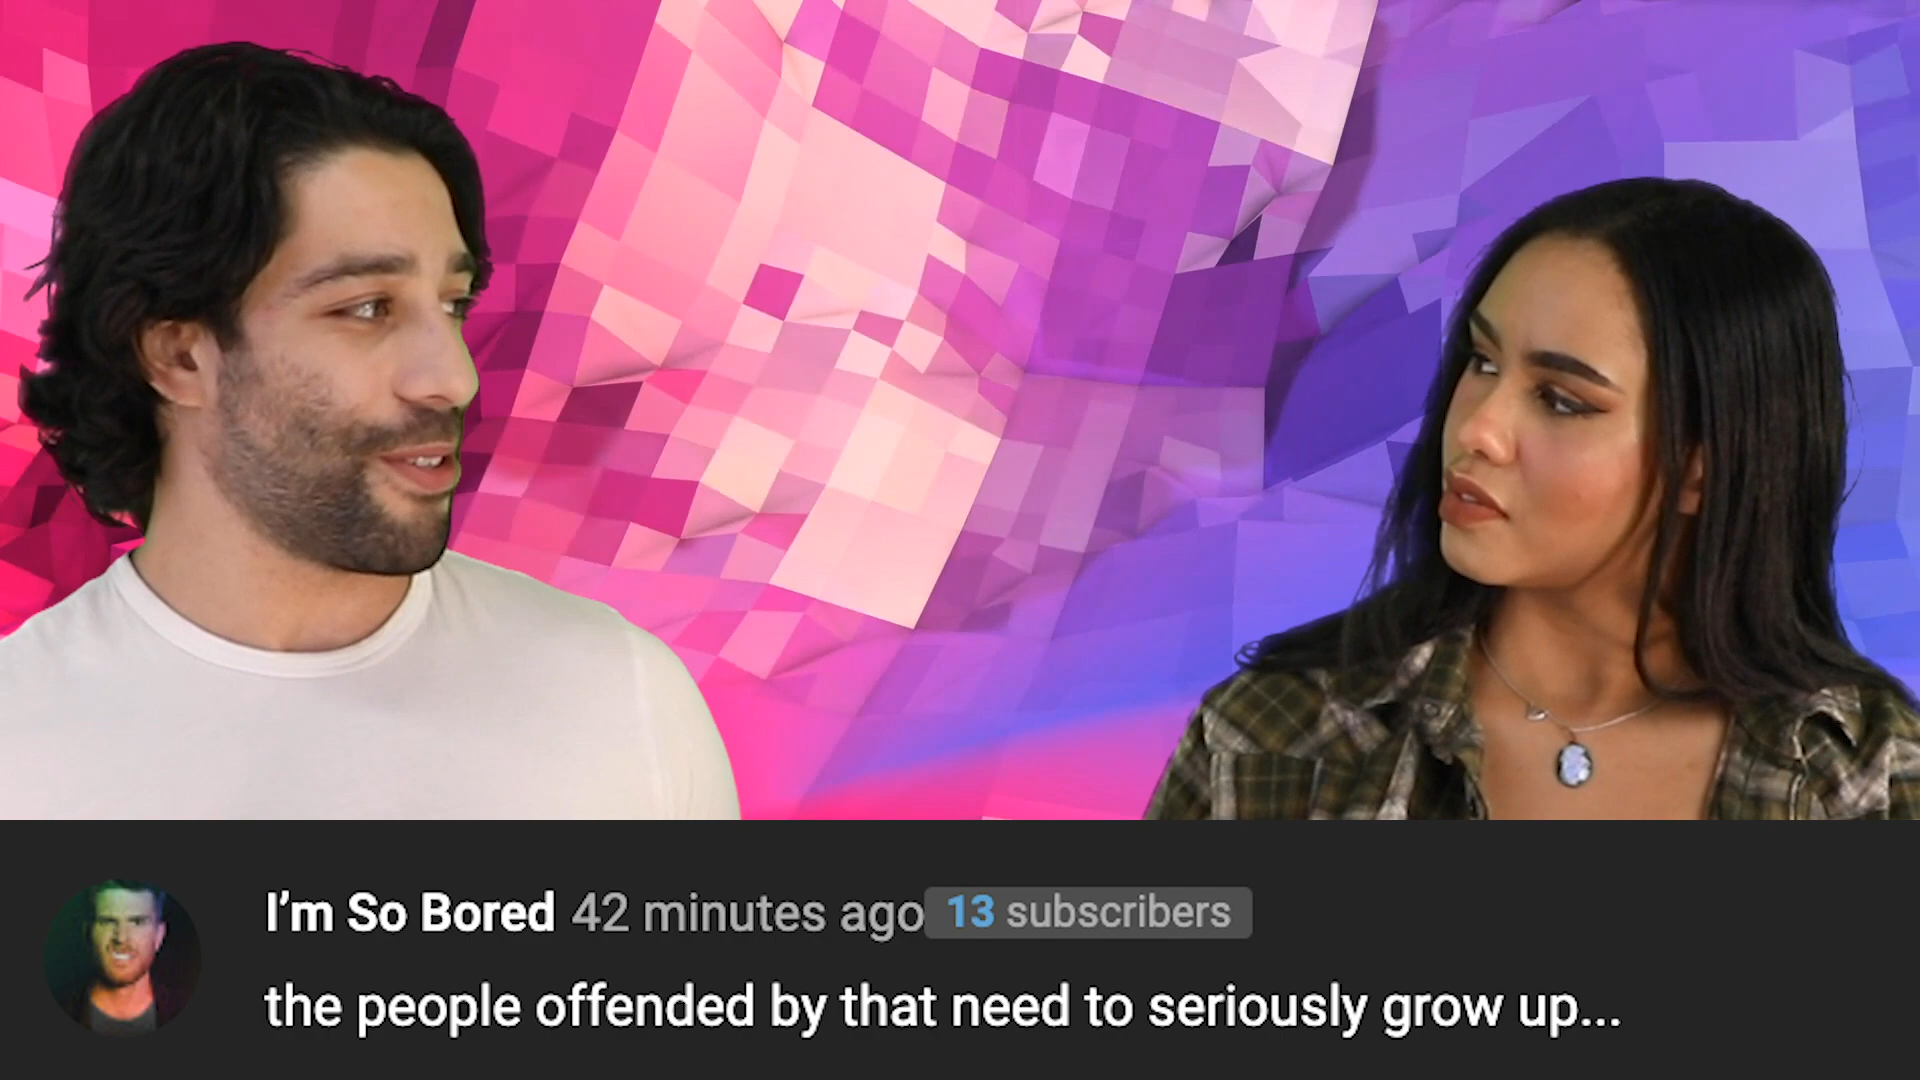 I’m So Bored 42 minutes ago 13 subscribers
the people offended by that need to seriously grow up...